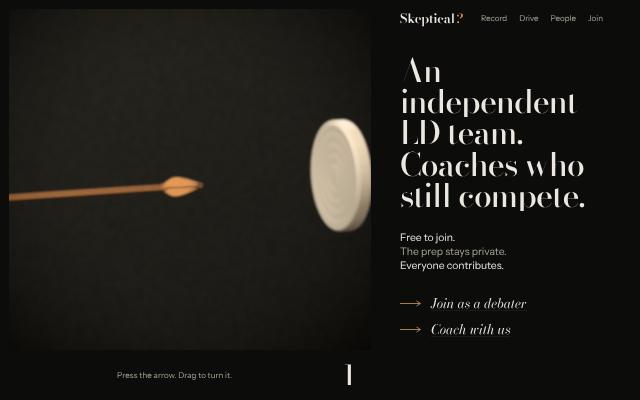 Skeptical?
Record Drive People Join
An
independent
LD team.
Coaches who
still compete.
Free to join.
The prep stays private.
Everyone contributes.
Join as a debater
Coach with us
Press the arrow. Drag to turn it.
1